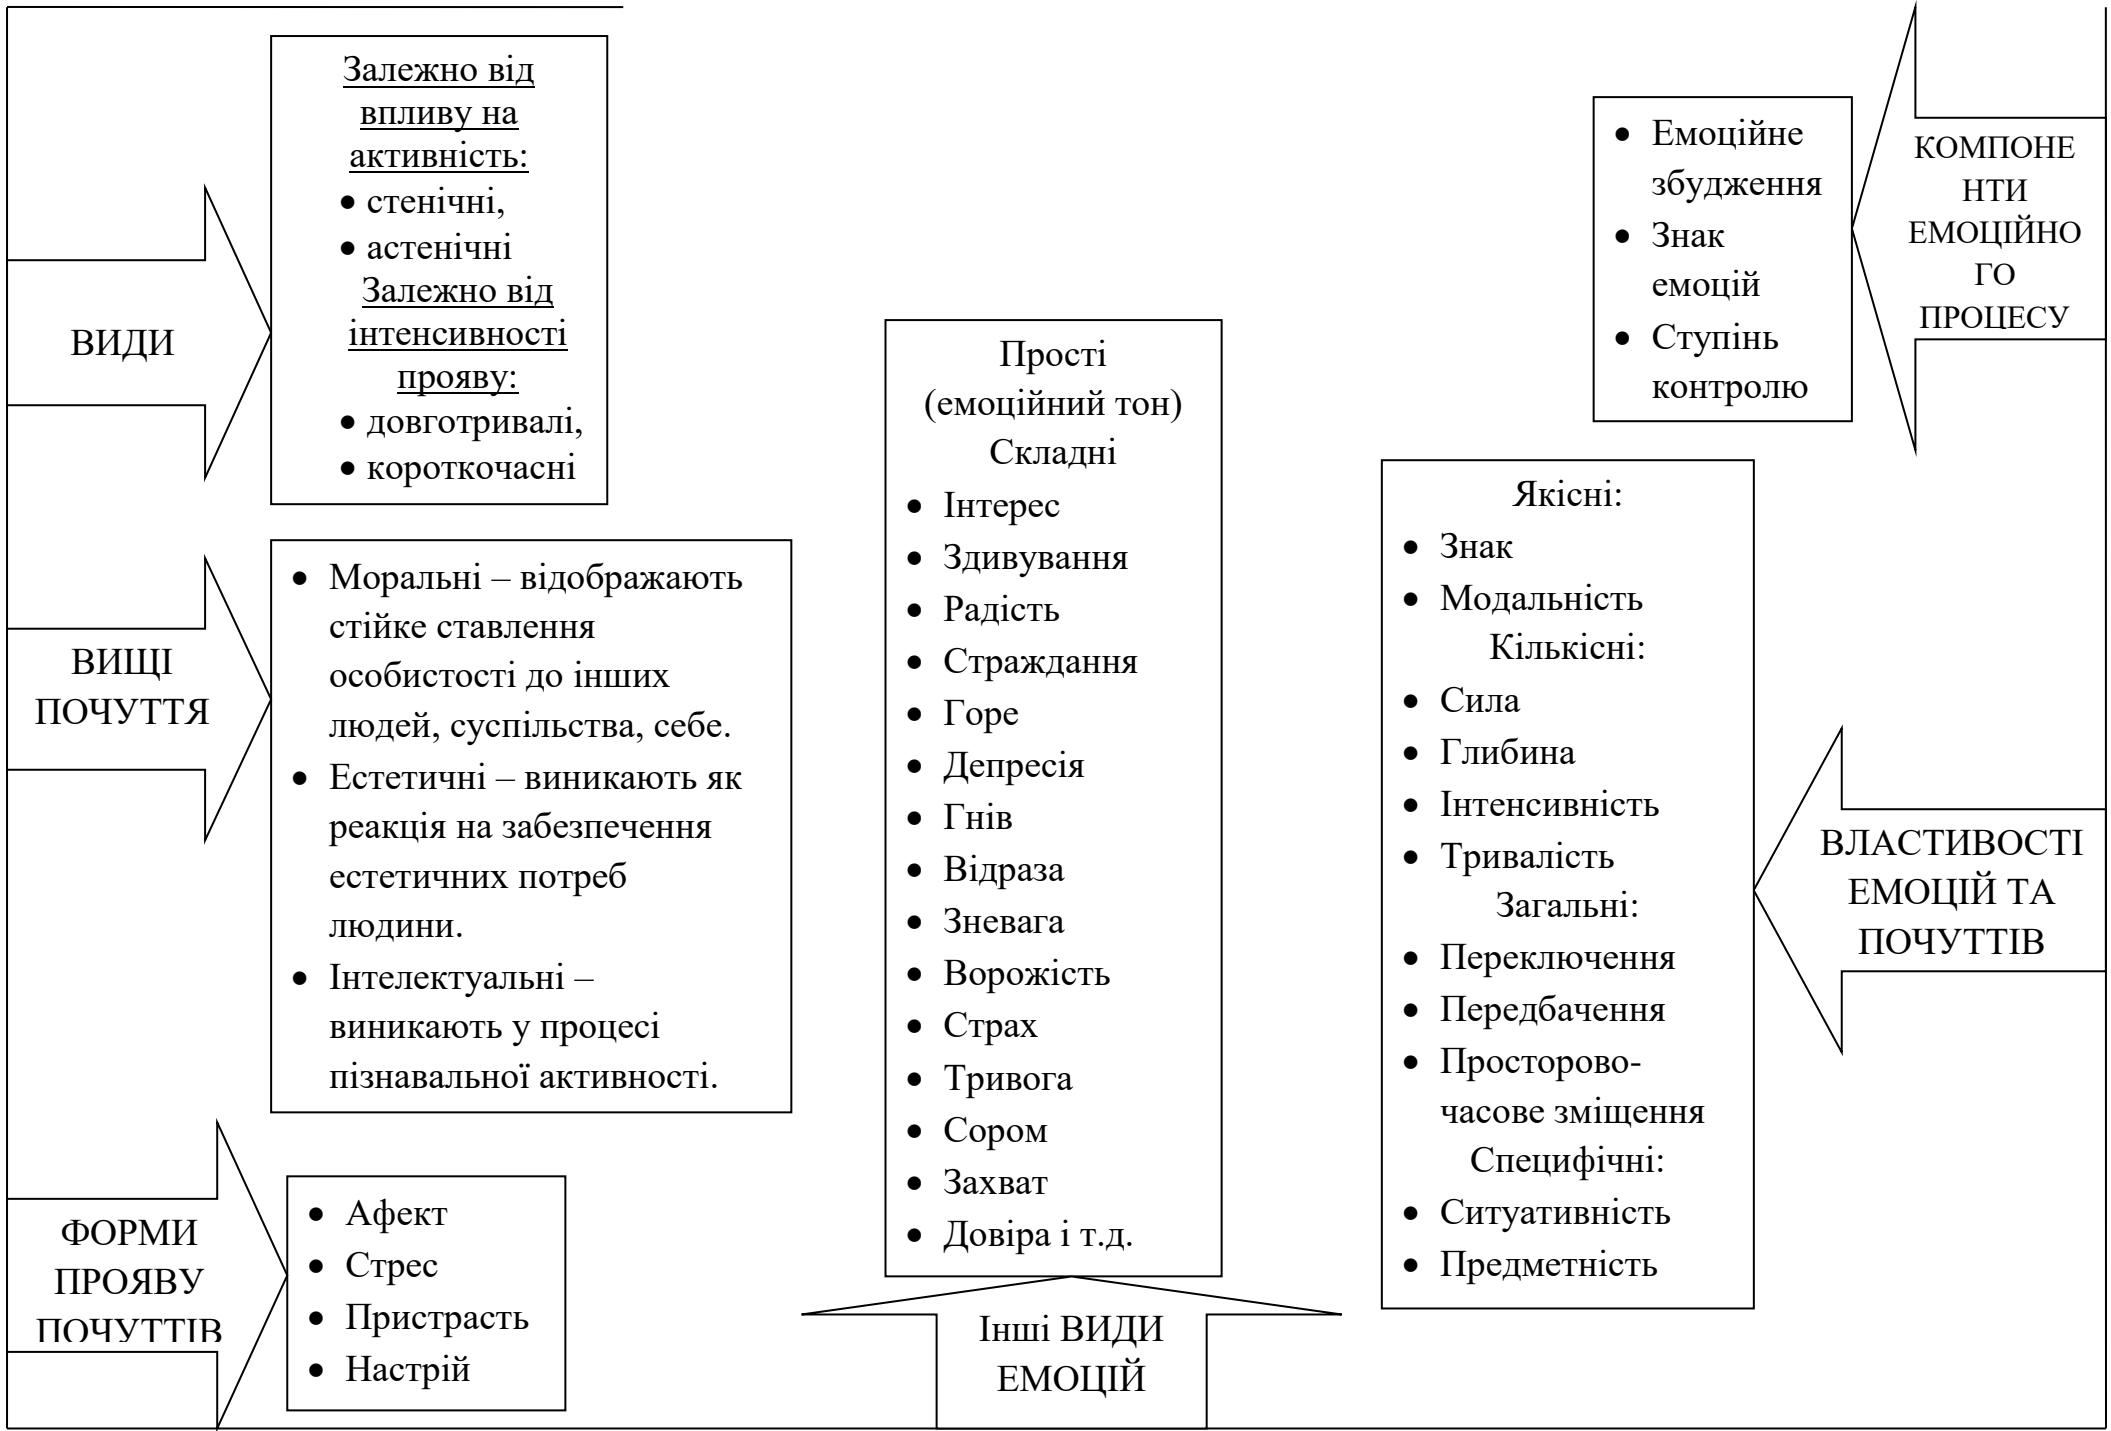 ВИДИ
Залежно від
впливу на
активність:
• стенічні,
• астенічні
Залежно від
інтенсивності
прояву:
• довготривалі,
• короткочасні
ВИЩІ
ПОЧУТТЯ
• Моральні – відображають
стійке ставлення
особистості до інших
людей, суспільства, себе.
• Естетичні – виникають як
реакція на забезпечення
естетичних потреб
людини.
• Інтелектуальні –
виникають у процесі
пізнавальної активності.
ФОРМИ
ПРОЯВУ
ПОЧУТТІВ
• Афект
• Стрес
• Пристрасть
• Настрій
Прості
(емоційний тон)
Складні
• Інтерес
• Здивування
• Радість
• Страждання
• Горе
• Депресія
• Гнів
• Відраза
• Зневага
• Ворожість
• Страх
• Тривога
• Сором
• Захват
• Довіра і т.д.
Інші ВИДИ
ЕМОЦІЙ
• Емоційне
збудження
• Знак
емоцій
• Ступінь
контролю
КОМПОНЕ
НТИ
ЕМОЦІЙНО
ГО
ПРОЦЕСУ
Якісні:
• Знак
• Модальність
Кількісні:
• Сила
• Глибина
• Інтенсивність
• Тривалість
Загальні:
• Переключення
• Передбачення
• Просторово-
часове зміщення
Специфічні:
• Ситуативність
• Предметність
ВЛАСТИВОСТІ
ЕМОЦІЙ ТА
ПОЧУТТІВ